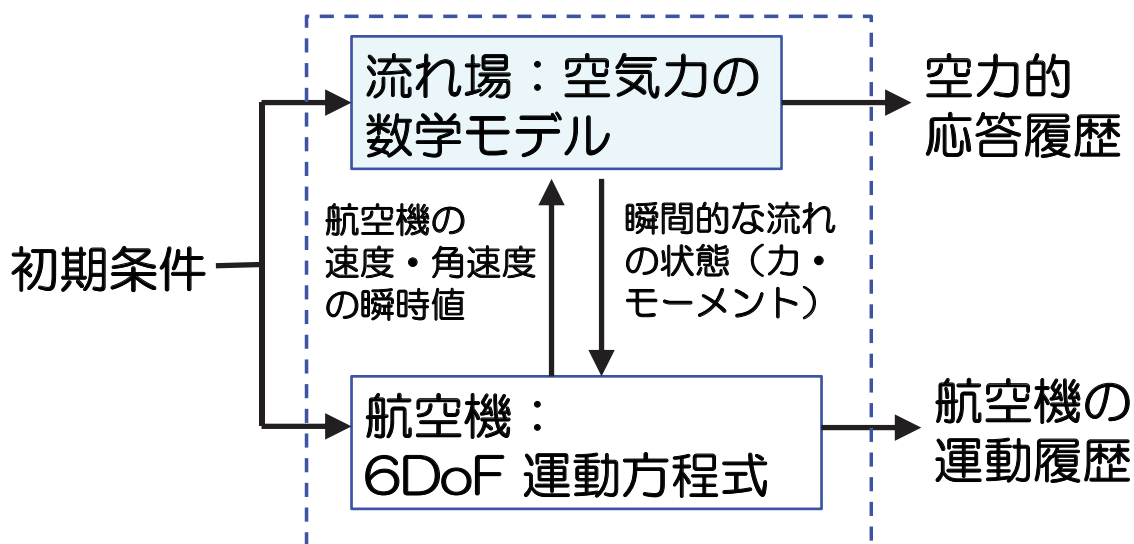 初期条件
流れ場：空気力の
数学モデル
空力的
応答履歴
航空機の
速度・角速度
の瞬時値
瞬間的な流れ
の状態（力・
モーメント）
航空機：
6DoF 運動方程式
航空機の
運動履歴